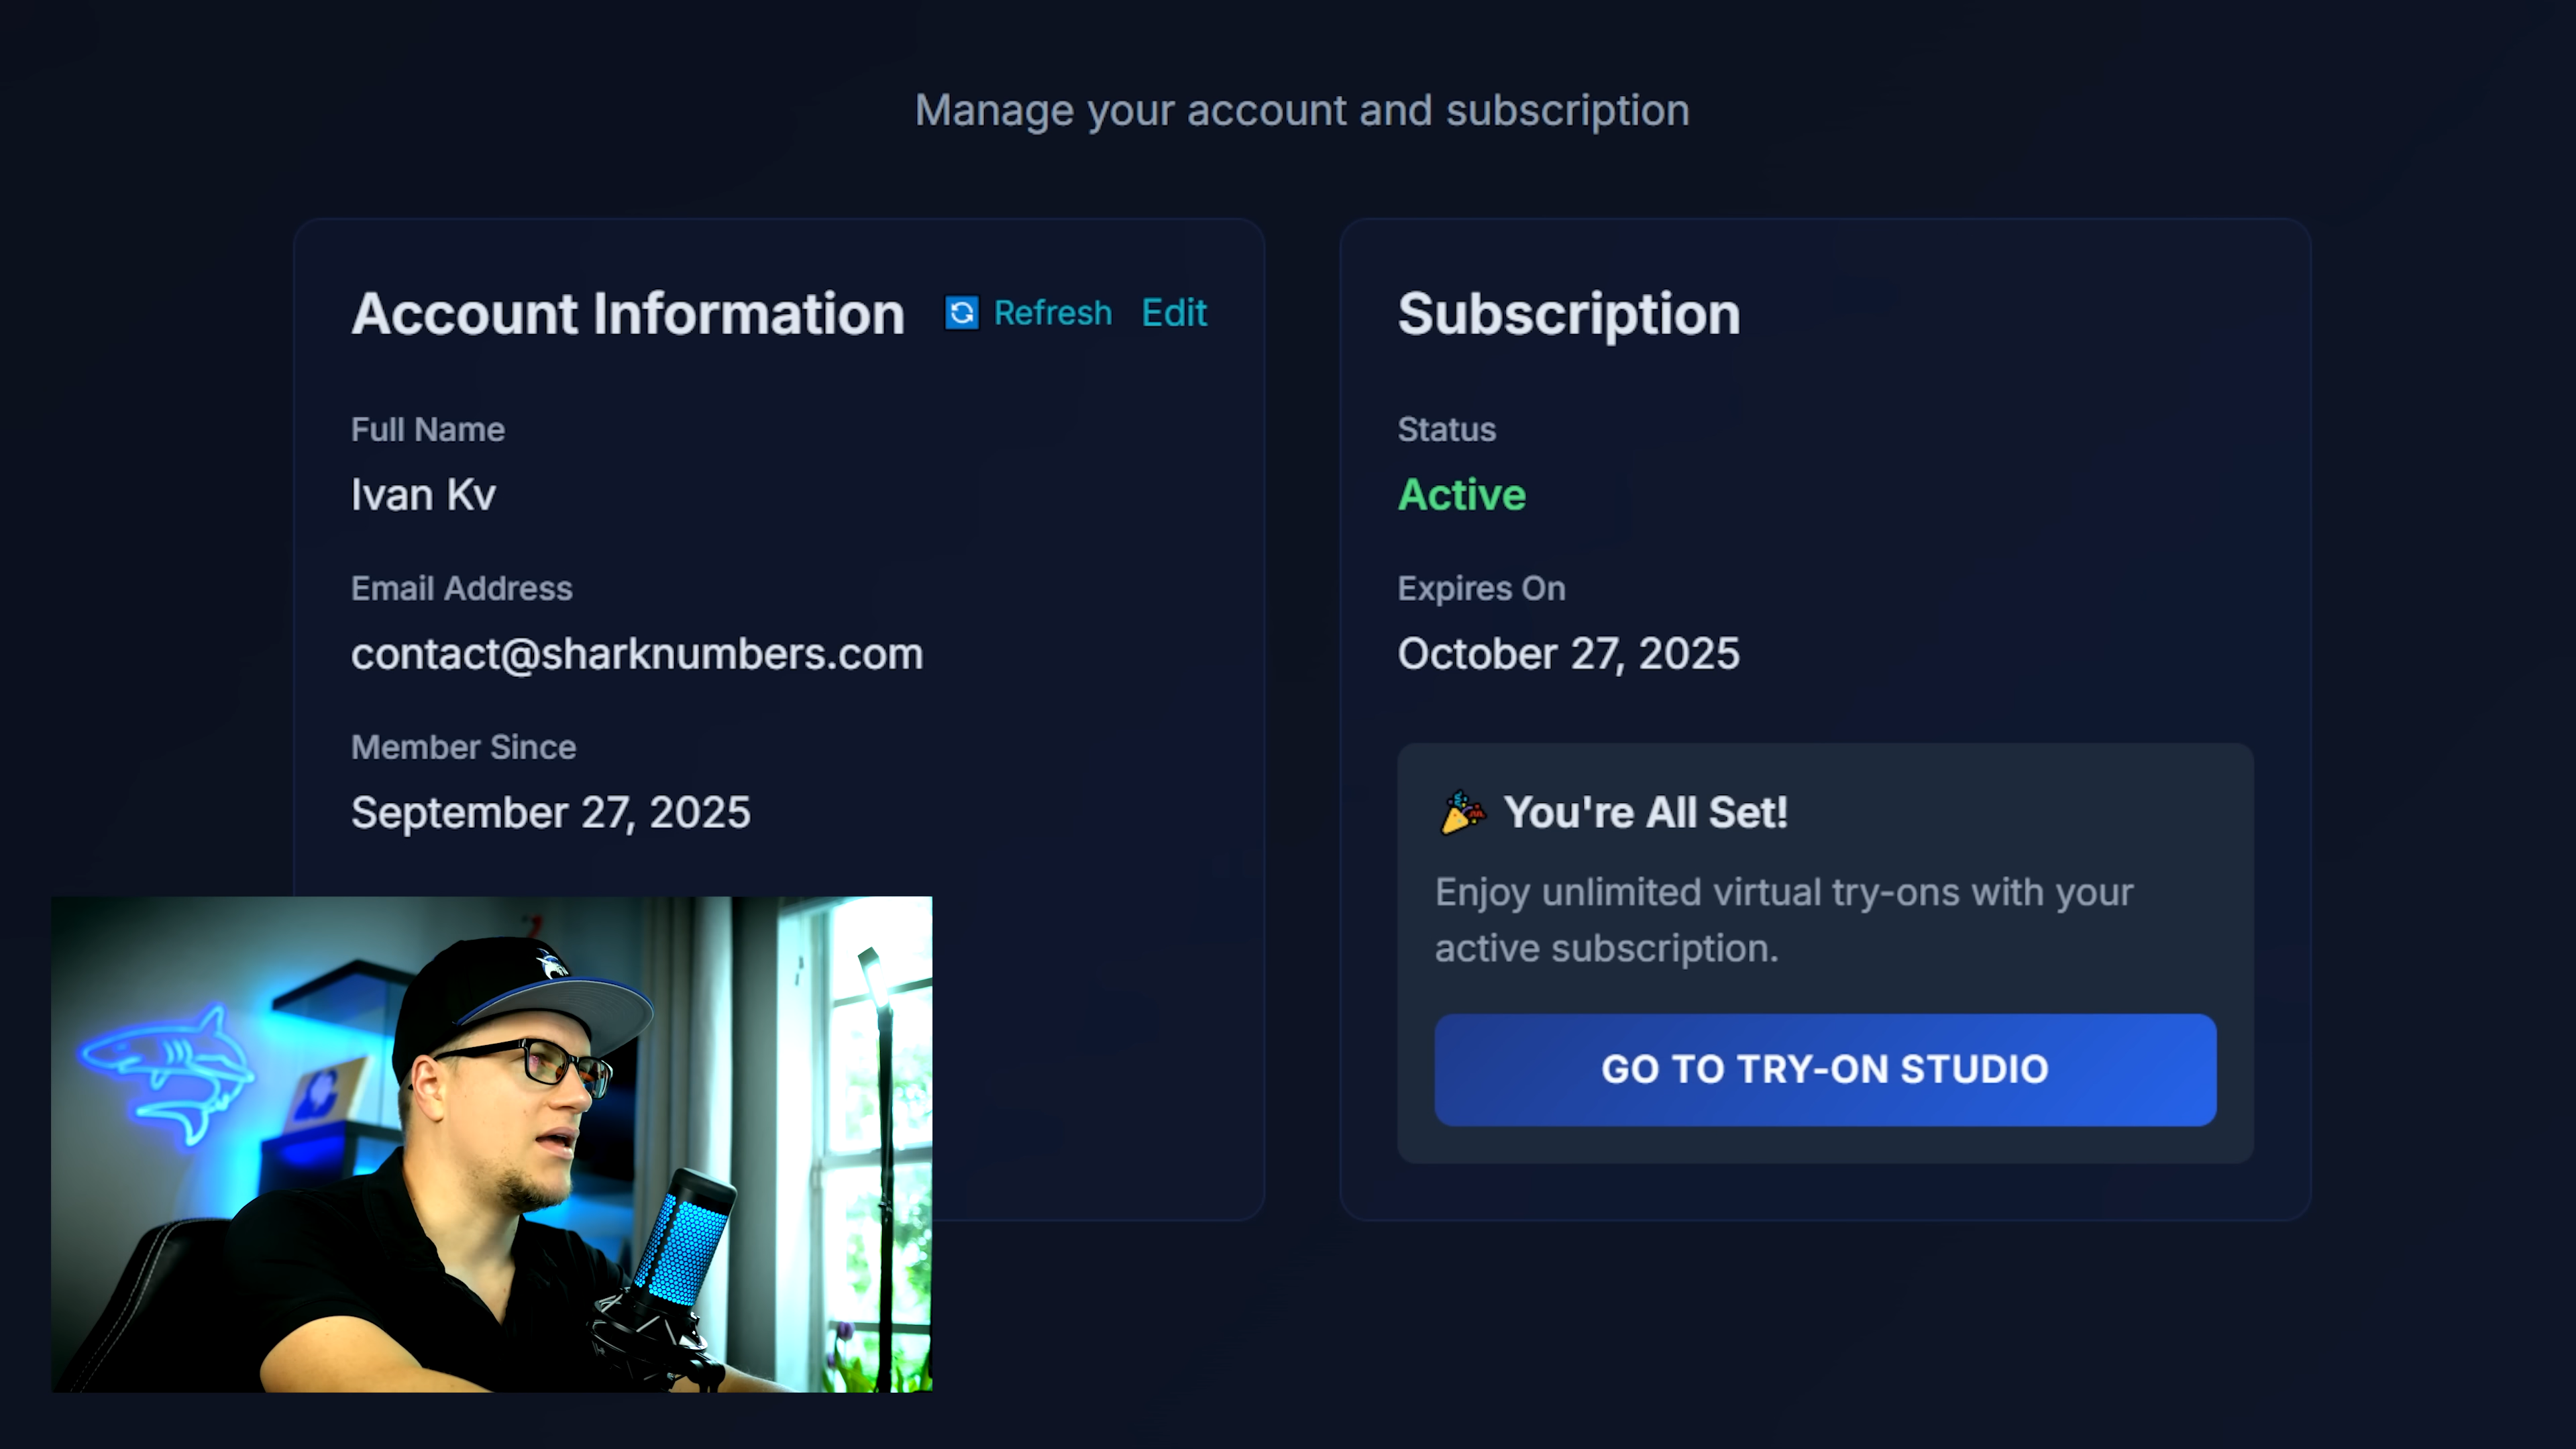 Manage your account and subscription
Account Information
Refresh
Edit
Full Name
Ivan Kv
Email Address
contact@sharknumbers.com
Member Since
September 27, 2025
Subscription
Status
Active
Expires On
October 27, 2025
You're All Set!
Enjoy unlimited virtual try-ons with your
active subscription.
GO TO TRY-ON STUDIO